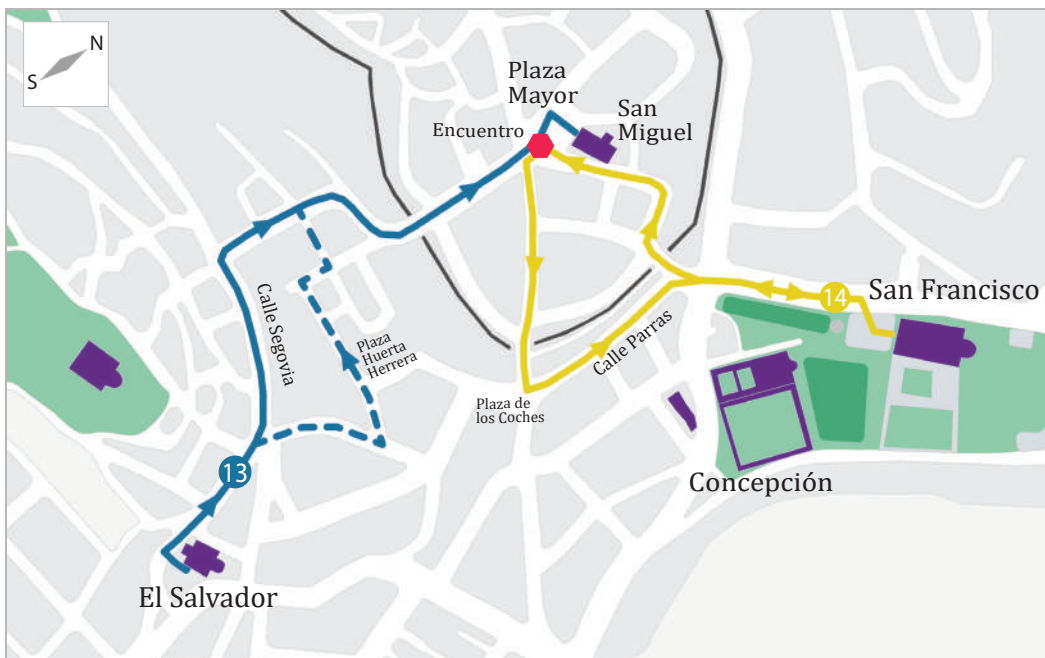 N
S
Plaza
Mayor
San
Miguel
Encuentro
14
San Francisco
Calle Segovia
Plaza
Huerta
Herrera
Calle Parras
Plaza de
los Coches
13
Concepción
El Salvador